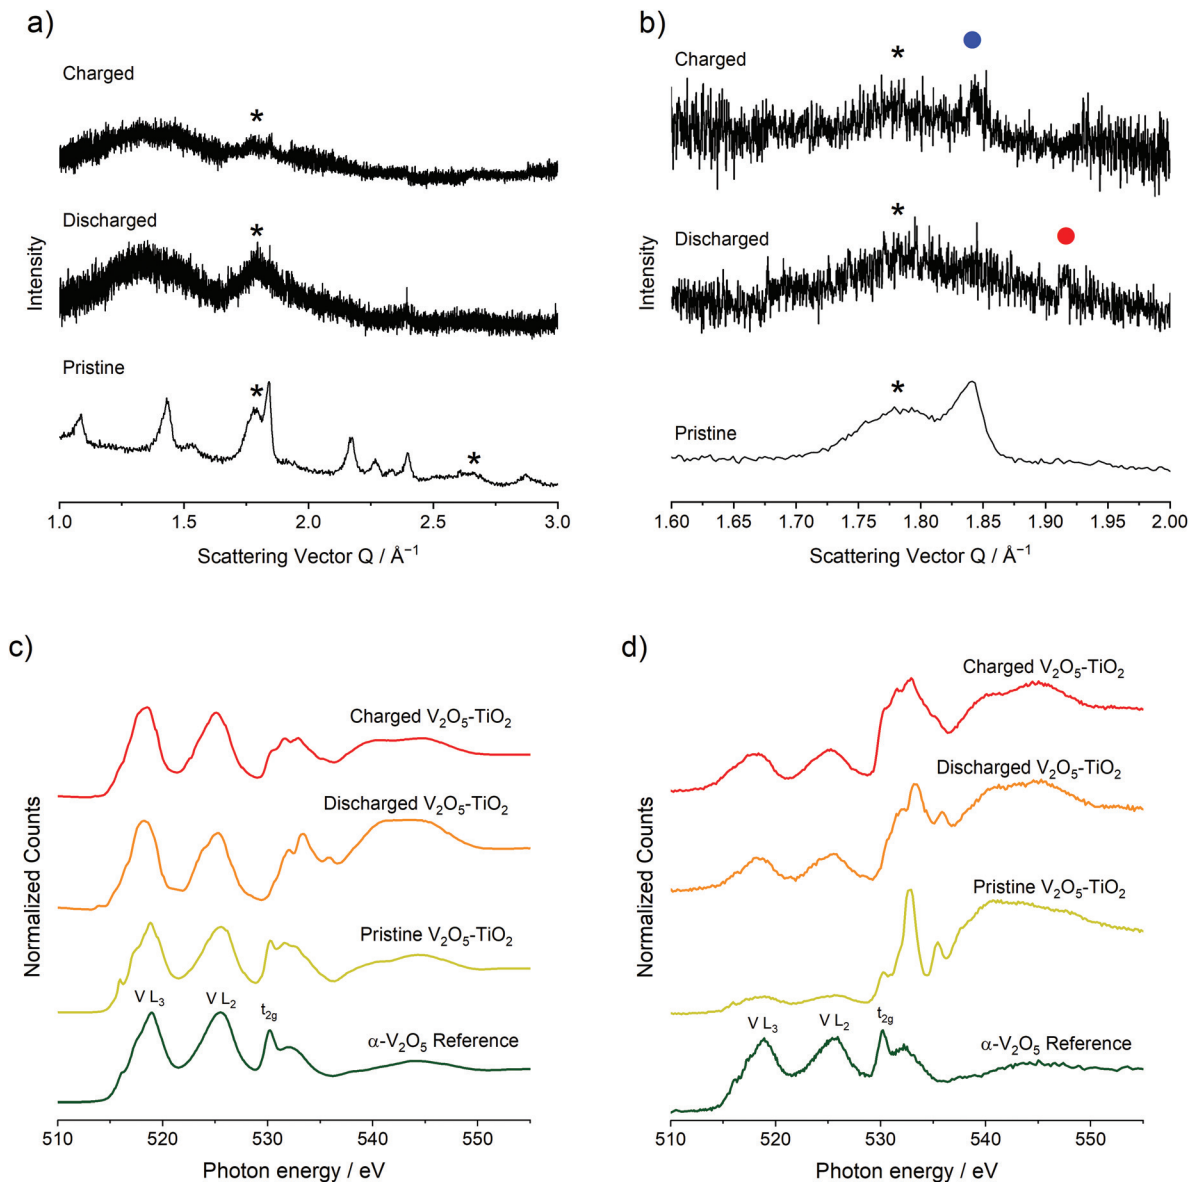 a)
Charged
*
Discharged
*
Pristine
*
*
Intensity
1.0 1.5 2.0 2.5 3.0
Scattering Vector Q / Å⁻¹
b)
Charged
*
Discharged
*
Pristine
*
Intensity
1.60 1.65 1.70 1.75 1.80 1.85 1.90 1.95 2.00
Scattering Vector Q / Å⁻¹
c)
Charged V₂O₅-TiO₂
Discharged V₂O₅-TiO₂
Pristine V₂O₅-TiO₂
V L₃ V L₂ t₂g
α-V₂O₅ Reference
Normalized Counts
510 520 530 540 550
Photon energy / eV
d)
Charged V₂O₅-TiO₂
Discharged V₂O₅-TiO₂
Pristine V₂O₅-TiO₂
V L₃ V L₂ t₂g
α-V₂O₅ Reference
Normalized Counts
510 520 530 540 550
Photon energy / eV